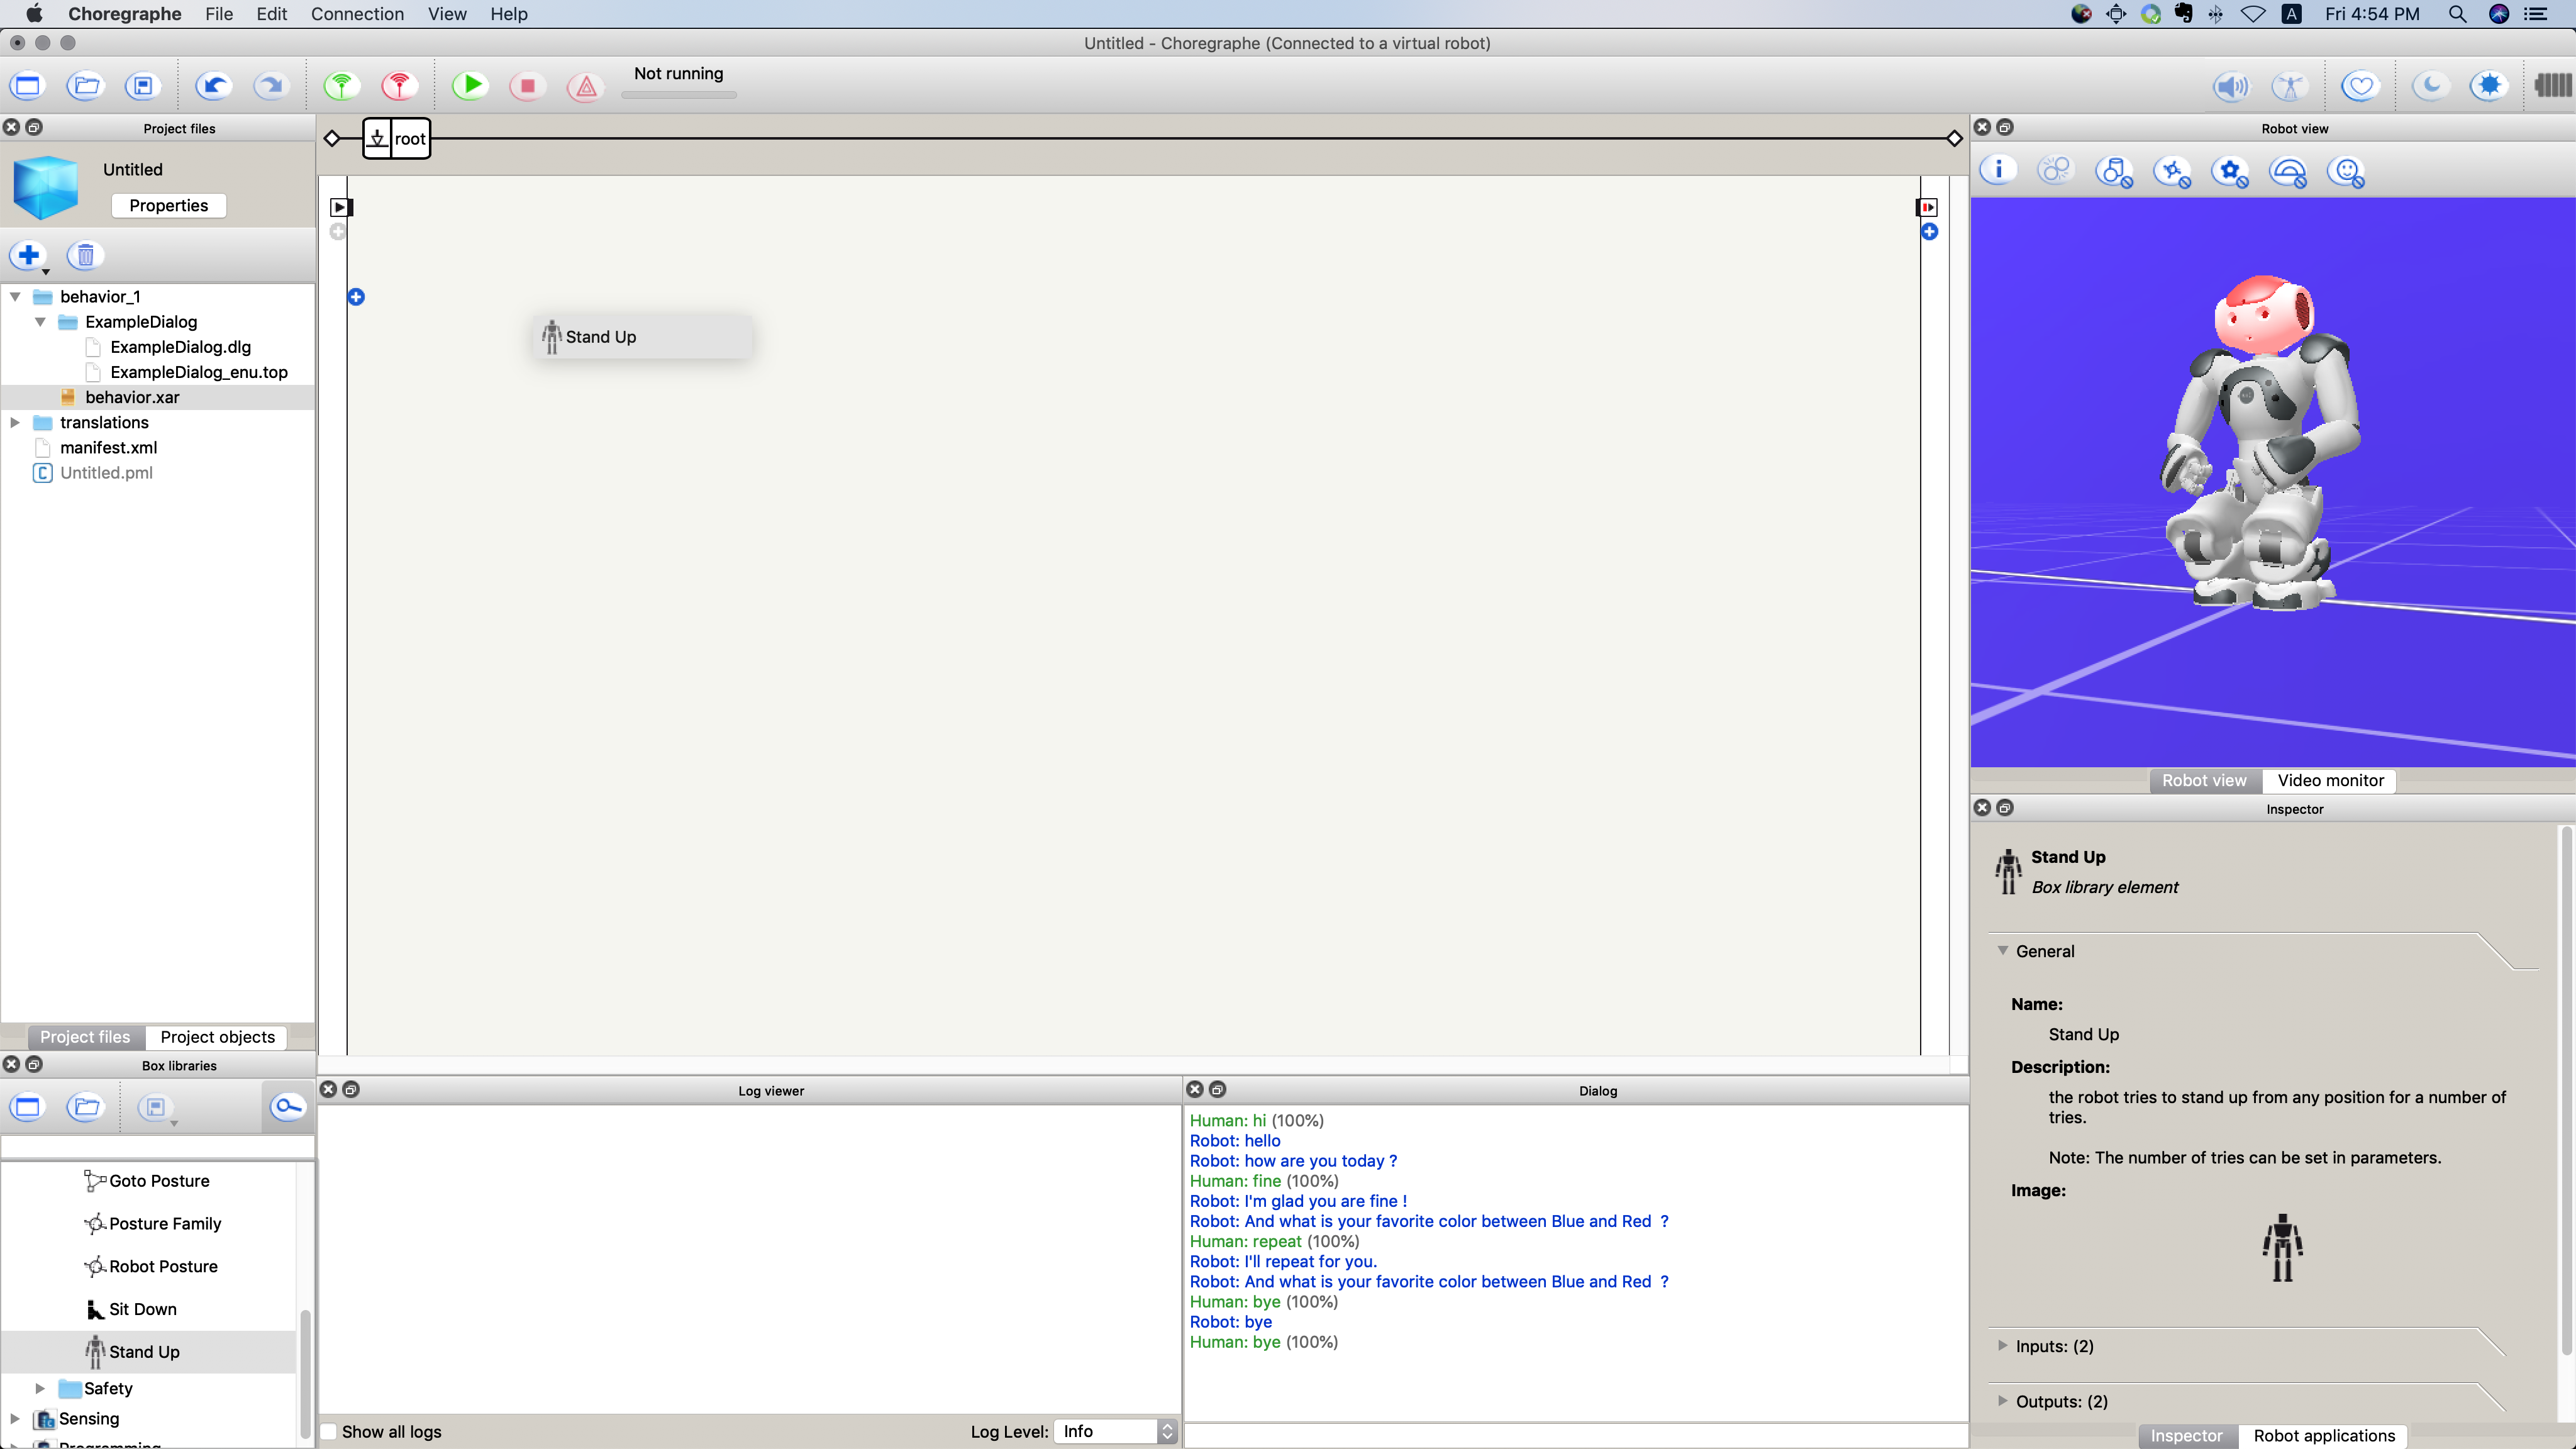 Choregraphe File Edit Connection View Help A Fri 4:54 PM
Untitled - Choregraphe (Connected to a virtual robot)
Not running
Project files
Untitled
Properties
behavior_1
ExampleDialog
ExampleDialog.dlg
ExampleDialog_enu.top
behavior.xar
translations
manifest.xml
C Untitled.pml
Project files Project objects
Box libraries
Goto Posture
Posture Family
Robot Posture
Sit Down
Stand Up
Safety
Sensing
Programming
root
Stand Up
Log viewer
Show all logs
Log Level: Info
Dialog
Human: hi (100%)
Robot: hello
Robot: how are you today ?
Human: fine (100%)
Robot: I'm glad you are fine !
Robot: And what is your favorite color between Blue and Red ?
Human: repeat (100%)
Robot: I'll repeat for you.
Robot: And what is your favorite color between Blue and Red ?
Human: bye (100%)
Robot: bye
Human: bye (100%)
Robot view
Robot view Video monitor
Inspector
Stand Up
Box library element
General
Name:
Stand Up
Description:
the robot tries to stand up from any position for a number of
tries.
Note: The number of tries can be set in parameters.
Image:
Inputs: (2)
Outputs: (2)
Inspector Robot applications